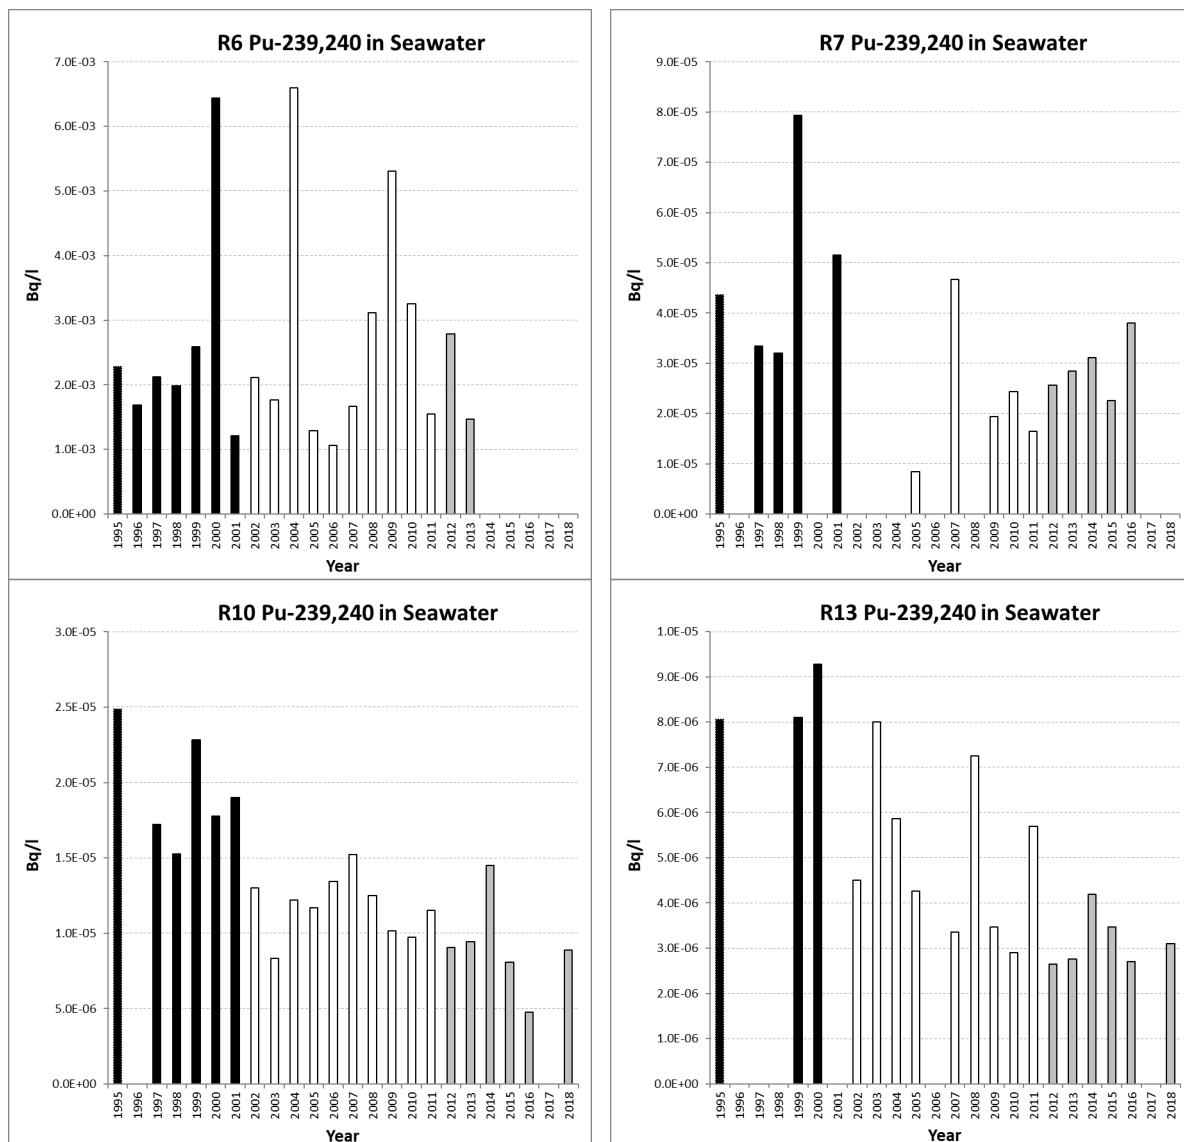 R6 Pu-239,240 in Seawater
7.0E-03
6.0E-03
5.0E-03
4.0E-03
3.0E-03
2.0E-03
1.0E-03
0.0E+00
Bq/l
1995 1996 1997 1998 1999 2000 2001 2002 2003 2004 2005 2006 2007 2008 2009 2010 2011 2012 2013 2014 2015 2016 2017 2018
Year
R7 Pu-239,240 in Seawater
9.0E-05
8.0E-05
7.0E-05
6.0E-05
5.0E-05
4.0E-05
3.0E-05
2.0E-05
1.0E-05
0.0E+00
Bq/l
1995 1996 1997 1998 1999 2000 2001 2002 2003 2004 2005 2006 2007 2008 2009 2010 2011 2012 2013 2014 2015 2016 2017 2018
Year
R10 Pu-239,240 in Seawater
3.0E-05
2.5E-05
2.0E-05
1.5E-05
1.0E-05
5.0E-06
0.0E+00
Bq/l
1995 1996 1997 1998 1999 2000 2001 2002 2003 2004 2005 2006 2007 2008 2009 2010 2011 2012 2013 2014 2015 2016 2017 2018
Year
R13 Pu-239,240 in Seawater
1.0E-05
9.0E-06
8.0E-06
7.0E-06
6.0E-06
5.0E-06
4.0E-06
3.0E-06
2.0E-06
1.0E-06
0.0E+00
Bq/l
1995 1996 1997 1998 1999 2000 2001 2002 2003 2004 2005 2006 2007 2008 2009 2010 2011 2012 2013 2014 2015 2016 2017 2018
Year